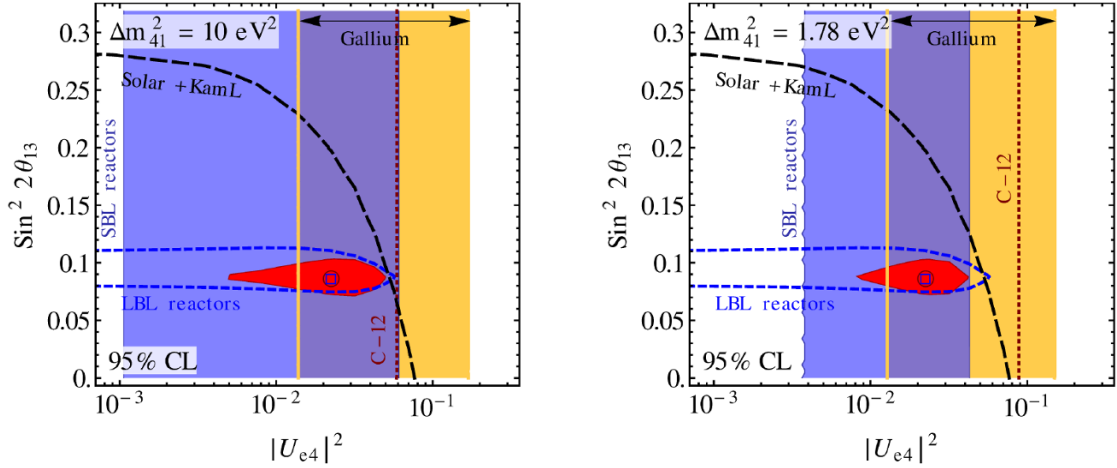 Δm²₄₁ = 10 eV²
Gallium
Solar +KamL
SBL reactors
LBL reactors
C-12
95% CL
0.3
0.25
0.2
0.15
0.1
0.05
0.
Sin² 2θ₁₃
10⁻³
10⁻²
10⁻¹
|U_e4|²
Δm²₄₁ = 1.78 eV²
Gallium
Solar +KamL
SBL reactors
LBL reactors
C-12
95% CL
0.3
0.25
0.2
0.15
0.1
0.05
0.
Sin² 2θ₁₃
10⁻³
10⁻²
10⁻¹
|U_e4|²